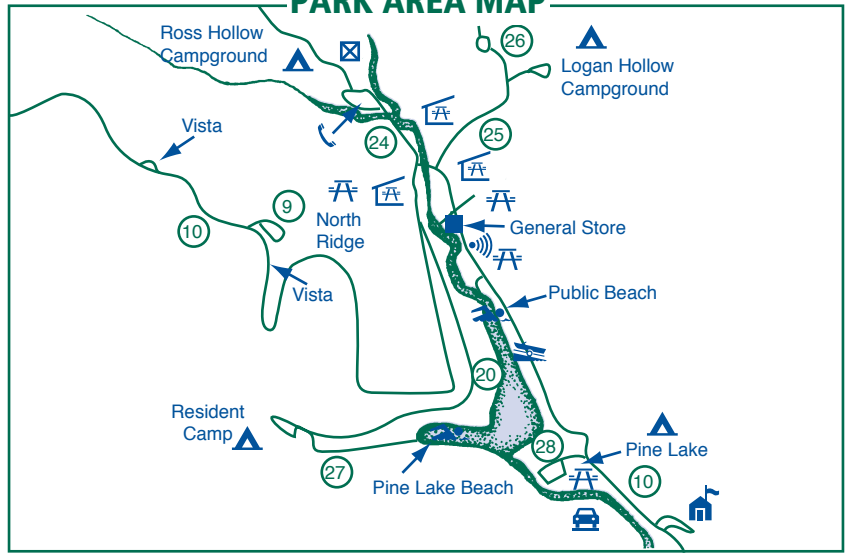 PARK AREA MAP
Ross Hollow
Campground
26
Logan Hollow
Campground
Vista
24
25
9
North
Ridge
10
General Store
Vista
Public Beach
20
Resident
Camp
28
Pine Lake
27
10
Pine Lake Beach